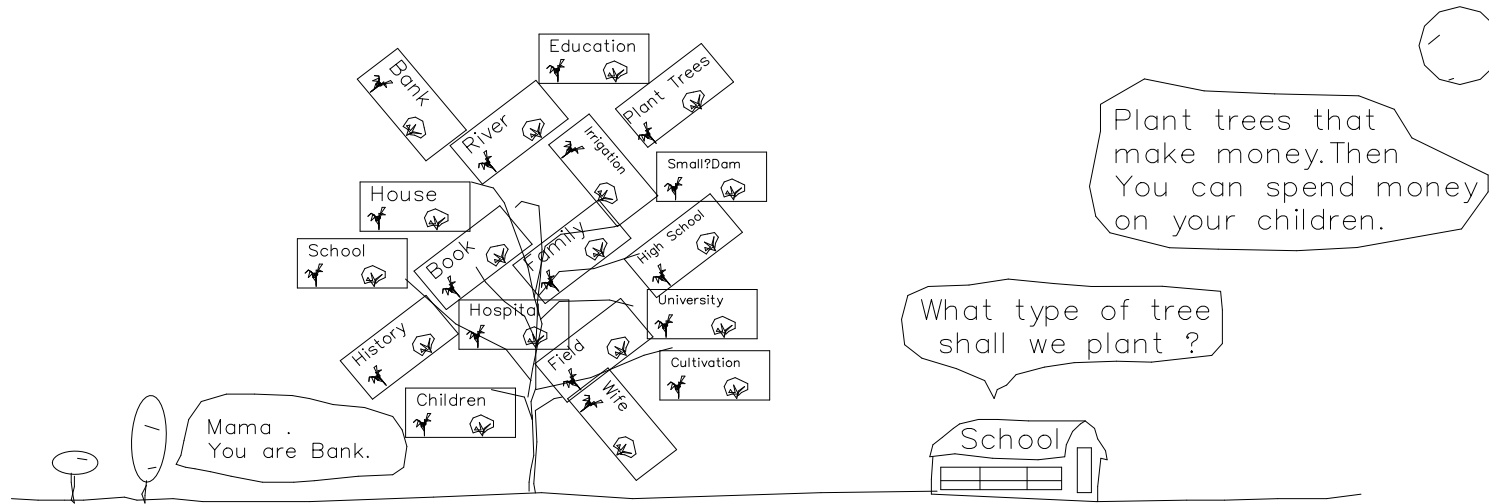 Education
Bank
Plant Trees
River
Irrigation
Small?Dam
House
School
Book
Family
High School
Hospital
University
History
Field
Cultivation
Children
Wife
Mama .
You are Bank.
Plant trees that
make money.Then
You can spend money
on your children.
What type of tree
shall we plant ?
School